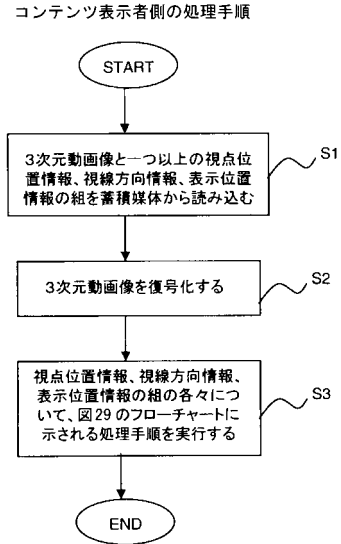 コンテンツ表示者側の処理手順
START
3次元動画像と一つ以上の視点位
置情報、視線方向情報、表示位置
情報の組を蓄積媒体から読み込む
S1
3次元動画像を復号化する
S2
視点位置情報、視線方向情報、
表示位置情報の組の各々につ
いて、図29のフローチャートに
示される処理手順を実行する
S3
END